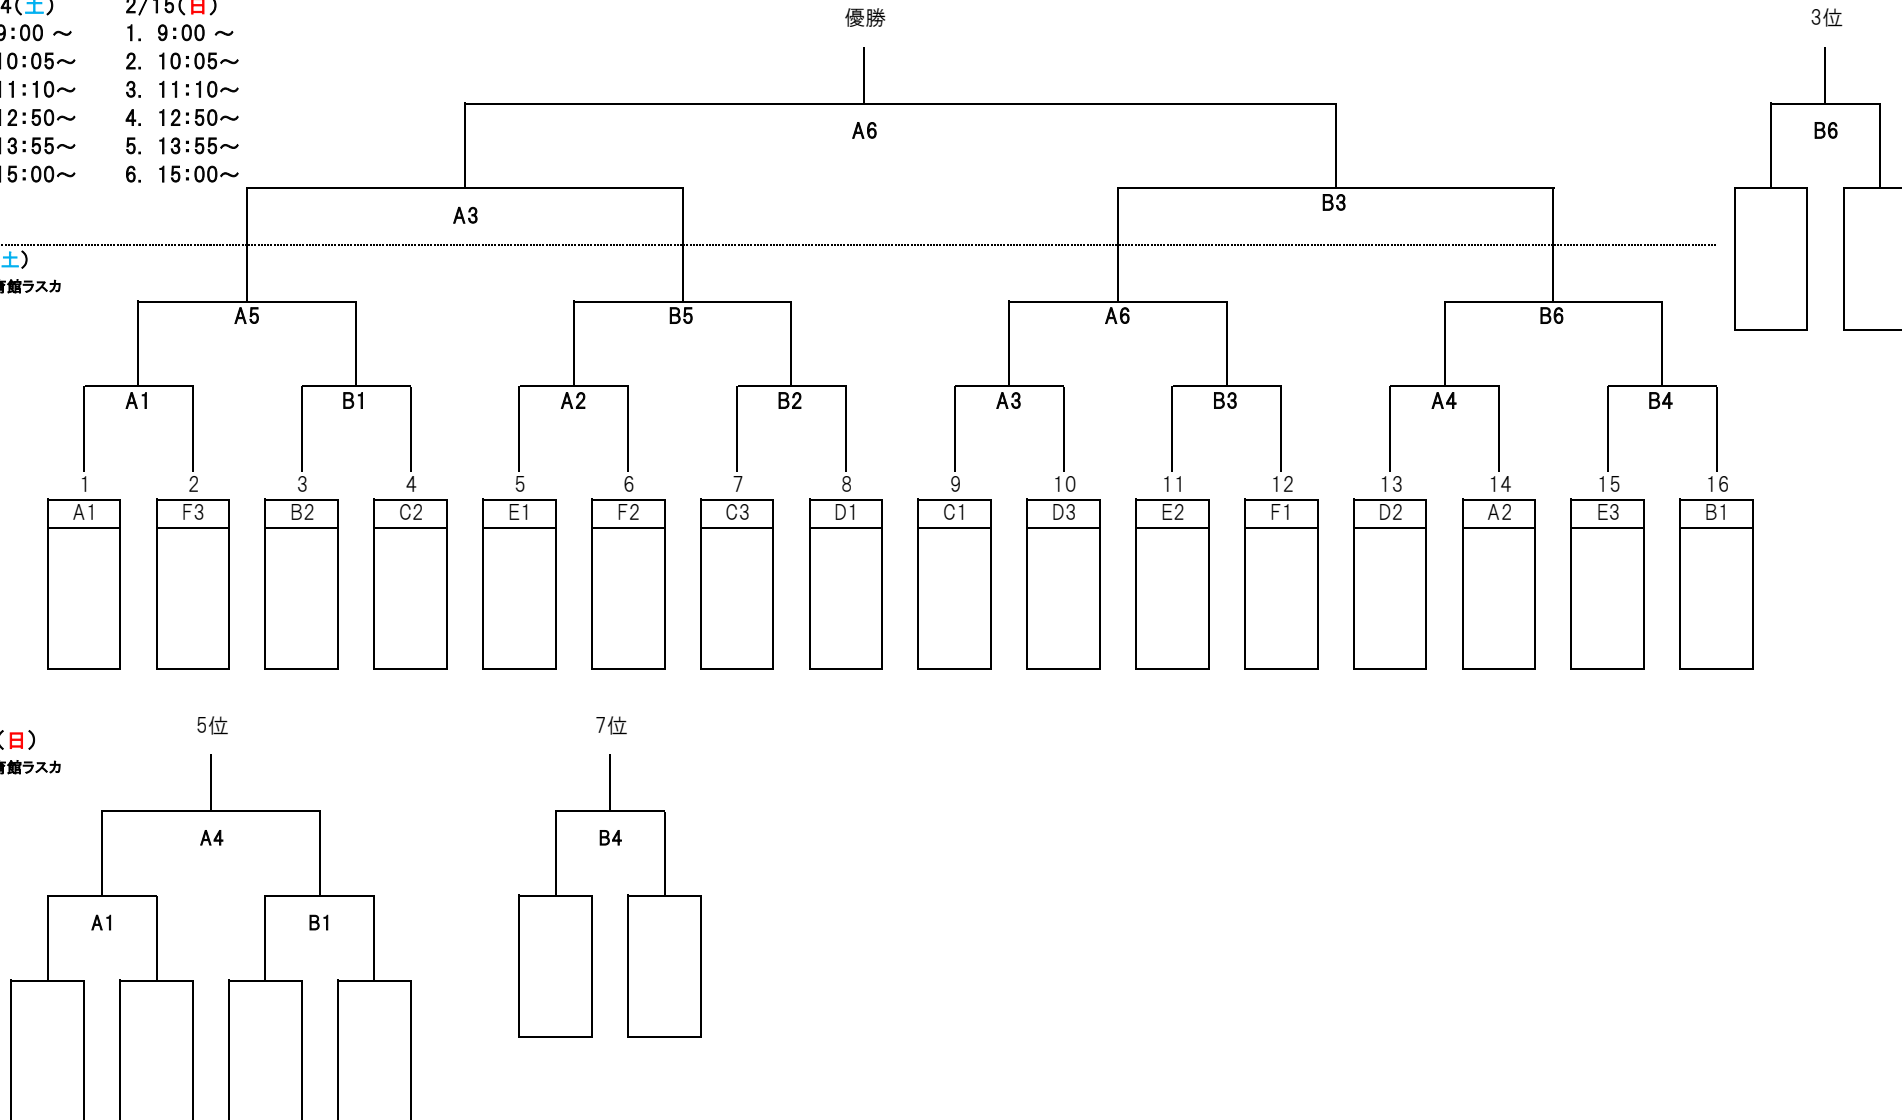 4(土) 2/15(日)
9:00 ～ 1. 9:00 ～
10:05～ 2. 10:05～
11:10～ 3. 11:10～
12:50～ 4. 12:50～
13:55～ 5. 13:55～
15:00～ 6. 15:00～
優勝
3位
A6
B6
A3
B3
土)
館ラスカ
A5 B5 A6 B6
A1 B1 A2 B2 A3 B3 A4 B4
1 2 3 4 5 6 7 8 9 10 11 12 13 14 15 16
A1 F3 B2 C2 E1 F2 C3 D1 C1 D3 E2 F1 D2 A2 E3 B1
5位 7位
(日)
館ラスカ
A4 B4
A1 B1